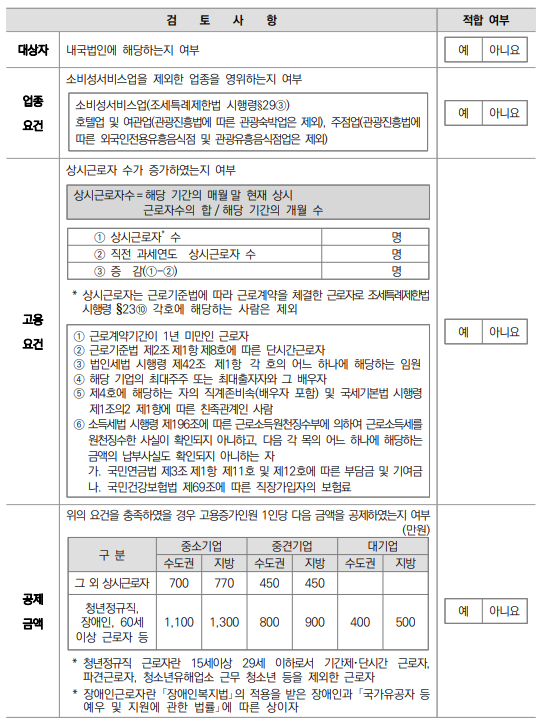 검 토 사 항 적합 여부
대상자 내국법인에 해당하는지 여부 예 아니요
소비성서비스업을 제외한 업종을 영위하는지 여부
업종
요건
소비성서비스업(조세특례제한법 시행령§29③)
호텔업 및 여관업(관광진흥법에 따른 관광숙박업은 제외), 주점업(관광진흥법에
따른 외국인전용유흥음식점 및 관광유흥음식점업은 제외)
예 아니요
상시근로자 수가 증가하였는지 여부
상시근로자수 = 해당 기간의 매월 말 현재 상시
근로자수의 합 / 해당 기간의 개월 수
① 상시근로자* 수 명
② 직전 과세연도 상시근로자 수 명
③ 증 감(①-②) 명
* 상시근로자는 근로기준법에 따라 근로계약을 체결한 근로자로 조세특례제한법
시행령 §23⑩ 각호에 해당하는 사람은 제외
고용
요건
예 아니요
① 근로계약기간이 1년 미만인 근로자
② 근로기준법 제2조 제1항 제8호에 따른 단시간근로자
③ 법인세법 시행령 제42조 제1항 각 호의 어느 하나에 해당하는 임원
④ 해당 기업의 최대주주 또는 최대출자자와 그 배우자
⑤ 제4호에 해당하는 자의 직계존비속(배우자 포함) 및 국세기본법 시행령
제1조의2 제1항에 따른 친족관계인 사람
⑥ 소득세법 시행령 제196조에 따른 근로소득원천징수부에 의하여 근로소득세를
원천징수한 사실이 확인되지 아니하고, 다음 각 목의 어느 하나에 해당하는
금액의 납부사실도 확인되지 아니하는 자
가. 국민연금법 제3조 제1항 제11호 및 제12호에 따른 부담금 및 기여금
나. 국민건강보험법 제69조에 따른 직장가입자의 보험료
위의 요건을 충족하였을 경우 고용증가인원 1인당 다음 금액을 공제하였는지 여부
(만원)
구 분 중소기업 중견기업 대기업
수도권 지방 수도권 지방 수도권 지방
그 외 상시근로자 700 770 450 450
공제
금액
청년정규직,
장애인, 60세
이상 근로자 등
1,100 1,300 800 900 400 500
예 아니요
* 청년정규직 근로자란 15세이상 29세 이하로서 기간제·단시간 근로자,
파견근로자, 청소년유해업소 근무 청소년 등을 제외한 근로자
* 장애인근로자란 「장애인복지법」의 적용을 받은 장애인과 「국가유공자 등
예우 및 지원에 관한 법률」에 따른 상이자